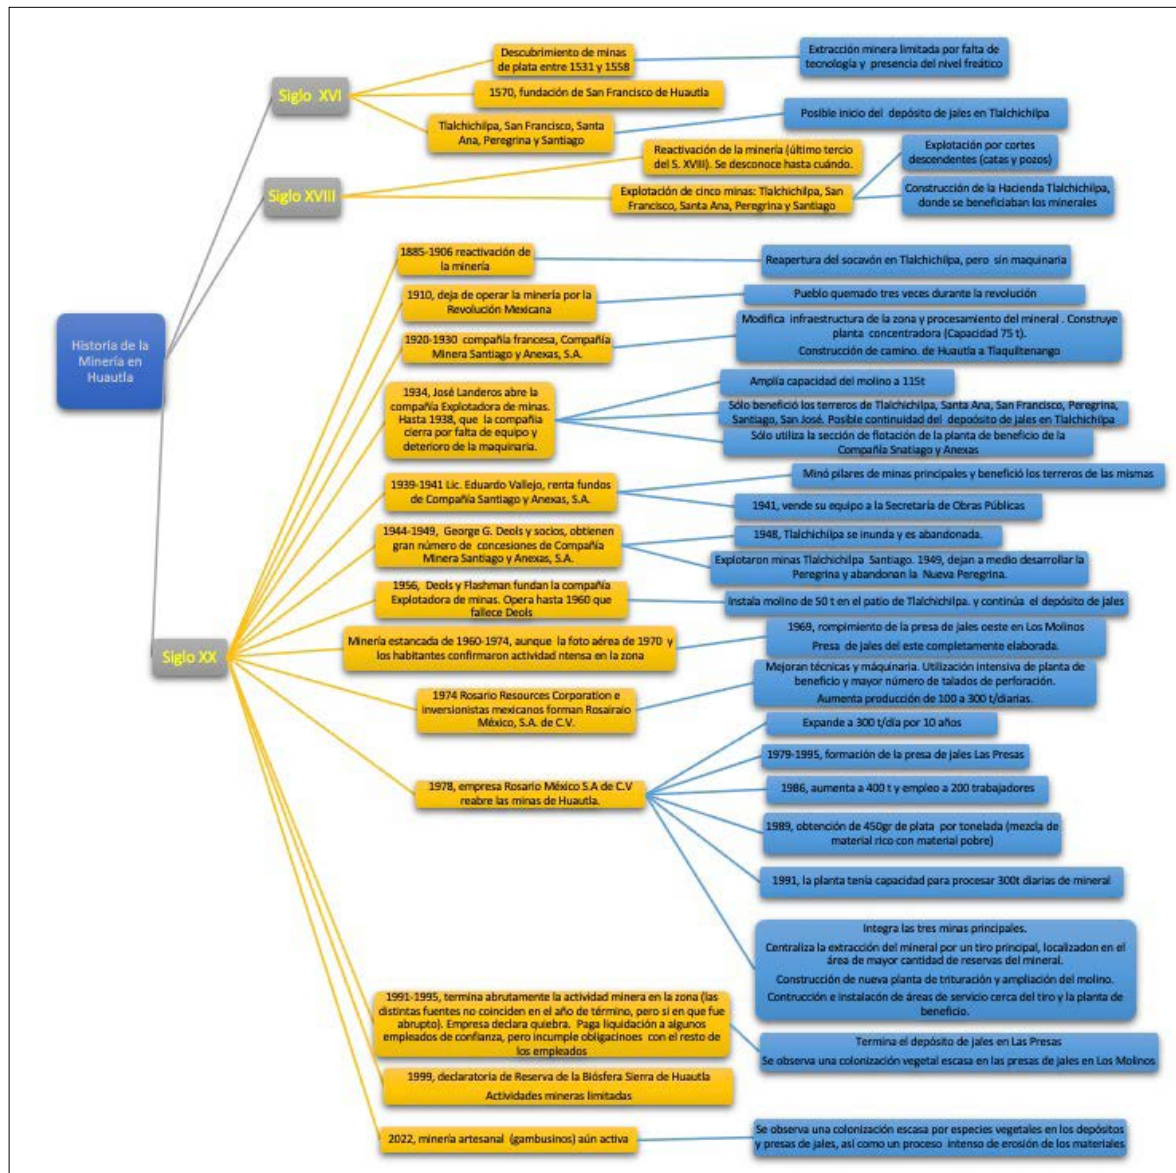 Historia de la
Minería en
Huautla
Siglo XVI
Descubrimiento de minas
de plata entre 1531 y 1558
Extracción minera limitada por falta de
tecnología y presencia del nivel freático
1570, fundación de San Francisco de Huautla
Tlalchichilpa, San Francisco, Santa
Ana, Peregrina y Santiago
Posible inicio del depósito de jales en Tlalchichilpa
Siglo XVIII
Reactivación de la minería (último tercio
del S. XVIII). Se desconoce hasta cuándo.
Explotación de cinco minas: Tlalchichilpa, San
Francisco, Santa Ana, Peregrina y Santiago
Explotación por cortes
descendentes (catas y pozos)
Construcción de la Hacienda Tlalchichilpa,
donde se beneficiaban los minerales
Siglo XX
1885-1906 reactivación de
la minería
Reapertura del socavón en Tlalchichilpa, pero sin maquinaria
1910, deja de operar la minería por la
Revolución Mexicana
Pueblo quemado tres veces durante la revolución
1920-1930 compañía francesa, Compañía
Minera Santiago y Anexas, S.A.
Modifica infraestructura de la zona y procesamiento del mineral . Construye
planta concentradora (Capacidad 75 t).
Construcción de camino. de Huautla a Tlaquiltenango
1934, José Landeros abre la
compañía Explotadora de minas.
Hasta 1938, que la compañía
cierra por falta de equipo y
deterioro de la maquinaria.
Amplía capacidad del molino a 115t
Sólo benefició los terreros de Tlalchichilpa, Santa Ana, San Francisco, Peregrina,
Santiago, San José. Posible continuidad del depoósito de jales en Tlalchichilpa
Sólo utiliza la sección de flotación de la planta de beneficio de la
Compañía Snatiago y Anexas
1939-1941 Lic. Eduardo Vallejo, renta fundos
de Compañía Santiago y Anexas, S.A.
Minó pilares de minas principales y benefició los terreros de las mismas
1941, vende su equipo a la Secretaría de Obras Públicas
1944-1949, George G. Deols y socios, obtienen
gran número de concesiones de Compañía
Minera Santiago y Anexas, S.A.
1948, Tlalchichilpa se inunda y es abandonada.
Explotaron minas Tlalchichilpa Santiago. 1949, dejan a medio desarrollar la
Peregrina y abandonan la Nueva Peregrina.
1956, Deols y Flashman fundan la compañía
Explotadora de minas. Opera hasta 1960 que
fallece Deols
Instala molino de 50 t en el patio de Tlalchichilpa. y continúa el depósito de jales
Minería estancada de 1960-1974, aunque la foto aérea de 1970 y
los habitantes confirmaron actividad ntensa en la zona
1969, rompimiento de la presa de jales oeste en Los Molinos
Presa de jales del este completamente elaborada.
1974 Rosario Resources Corporation e
inversionistas mexicanos forman Rosairaio
México, S.A. de C.V.
Mejoran técnicas y máquinaria. Utilización intensiva de planta de
beneficio y mayor número de talados de perforación.
Aumenta producción de 100 a 300 t/diarias.
1978, empresa Rosario México S.A de C.V
reabre las minas de Huautla.
Expande a 300 t/día por 10 años
1979-1995, formación de la presa de jales Las Presas
1986, aumenta a 400 t y empleo a 200 trabajadores
1989, obtención de 450gr de plata por tonelada (mezcla de
material rico con material pobre)
1991, la planta tenía capacidad para procesar 300t diarias de mineral
Integra las tres minas principales.
Centraliza la extracción del mineral por un tiro principal, localizadon en el
área de mayor cantidad de reservas del mineral.
Construcción de nueva planta de trituración y ampliación del molino.
Contrucción e instalacón de áreas de servicio cerca del tiro y la planta de
beneficio.
1991-1995, termina abrutamente la actividad minera en la zona (las
distintas fuentes no coinciden en el año de término, pero si en que fue
abrupto). Empresa declara quiebra. Paga liquidación a algunos
empleados de confianza, pero incumple obligacinoes con el resto de
los empleados
Termina el depósito de jales en Las Presas
Se observa una colonización vegetal escasa en las presas de jales en Los Molinos
1999, declaratoria de Reserva de la Biósfera Sierra de Huautla
Actividades mineras limitadas
2022, minería artesanal (gambusinos) aún activa
Se observa una colonización escasa por especies vegetales en los depósitos
y presas de jales, así como un proceso intenso de erosión de los materiales